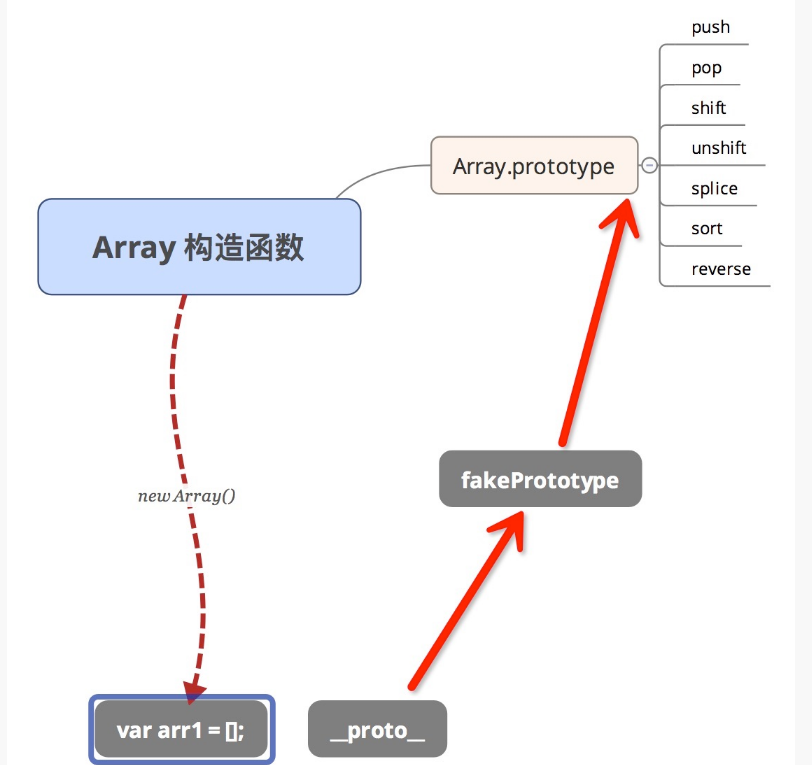 push
pop
shift
Array.prototype
unshift
splice
sort
reverse
Array 构造函数
fakePrototype
new Array()
var arr1 = [];
__proto__